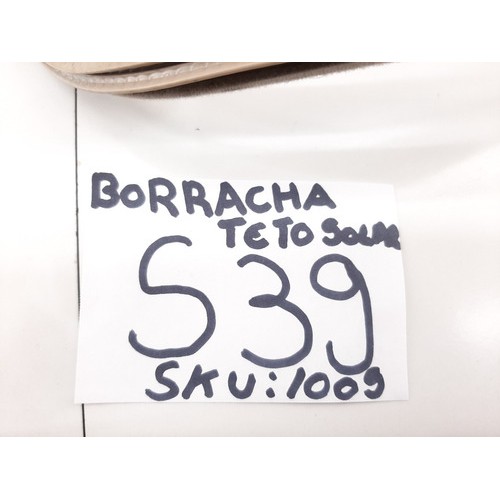 BORRACHA
TETO SOLAR
S39
SKU:1009